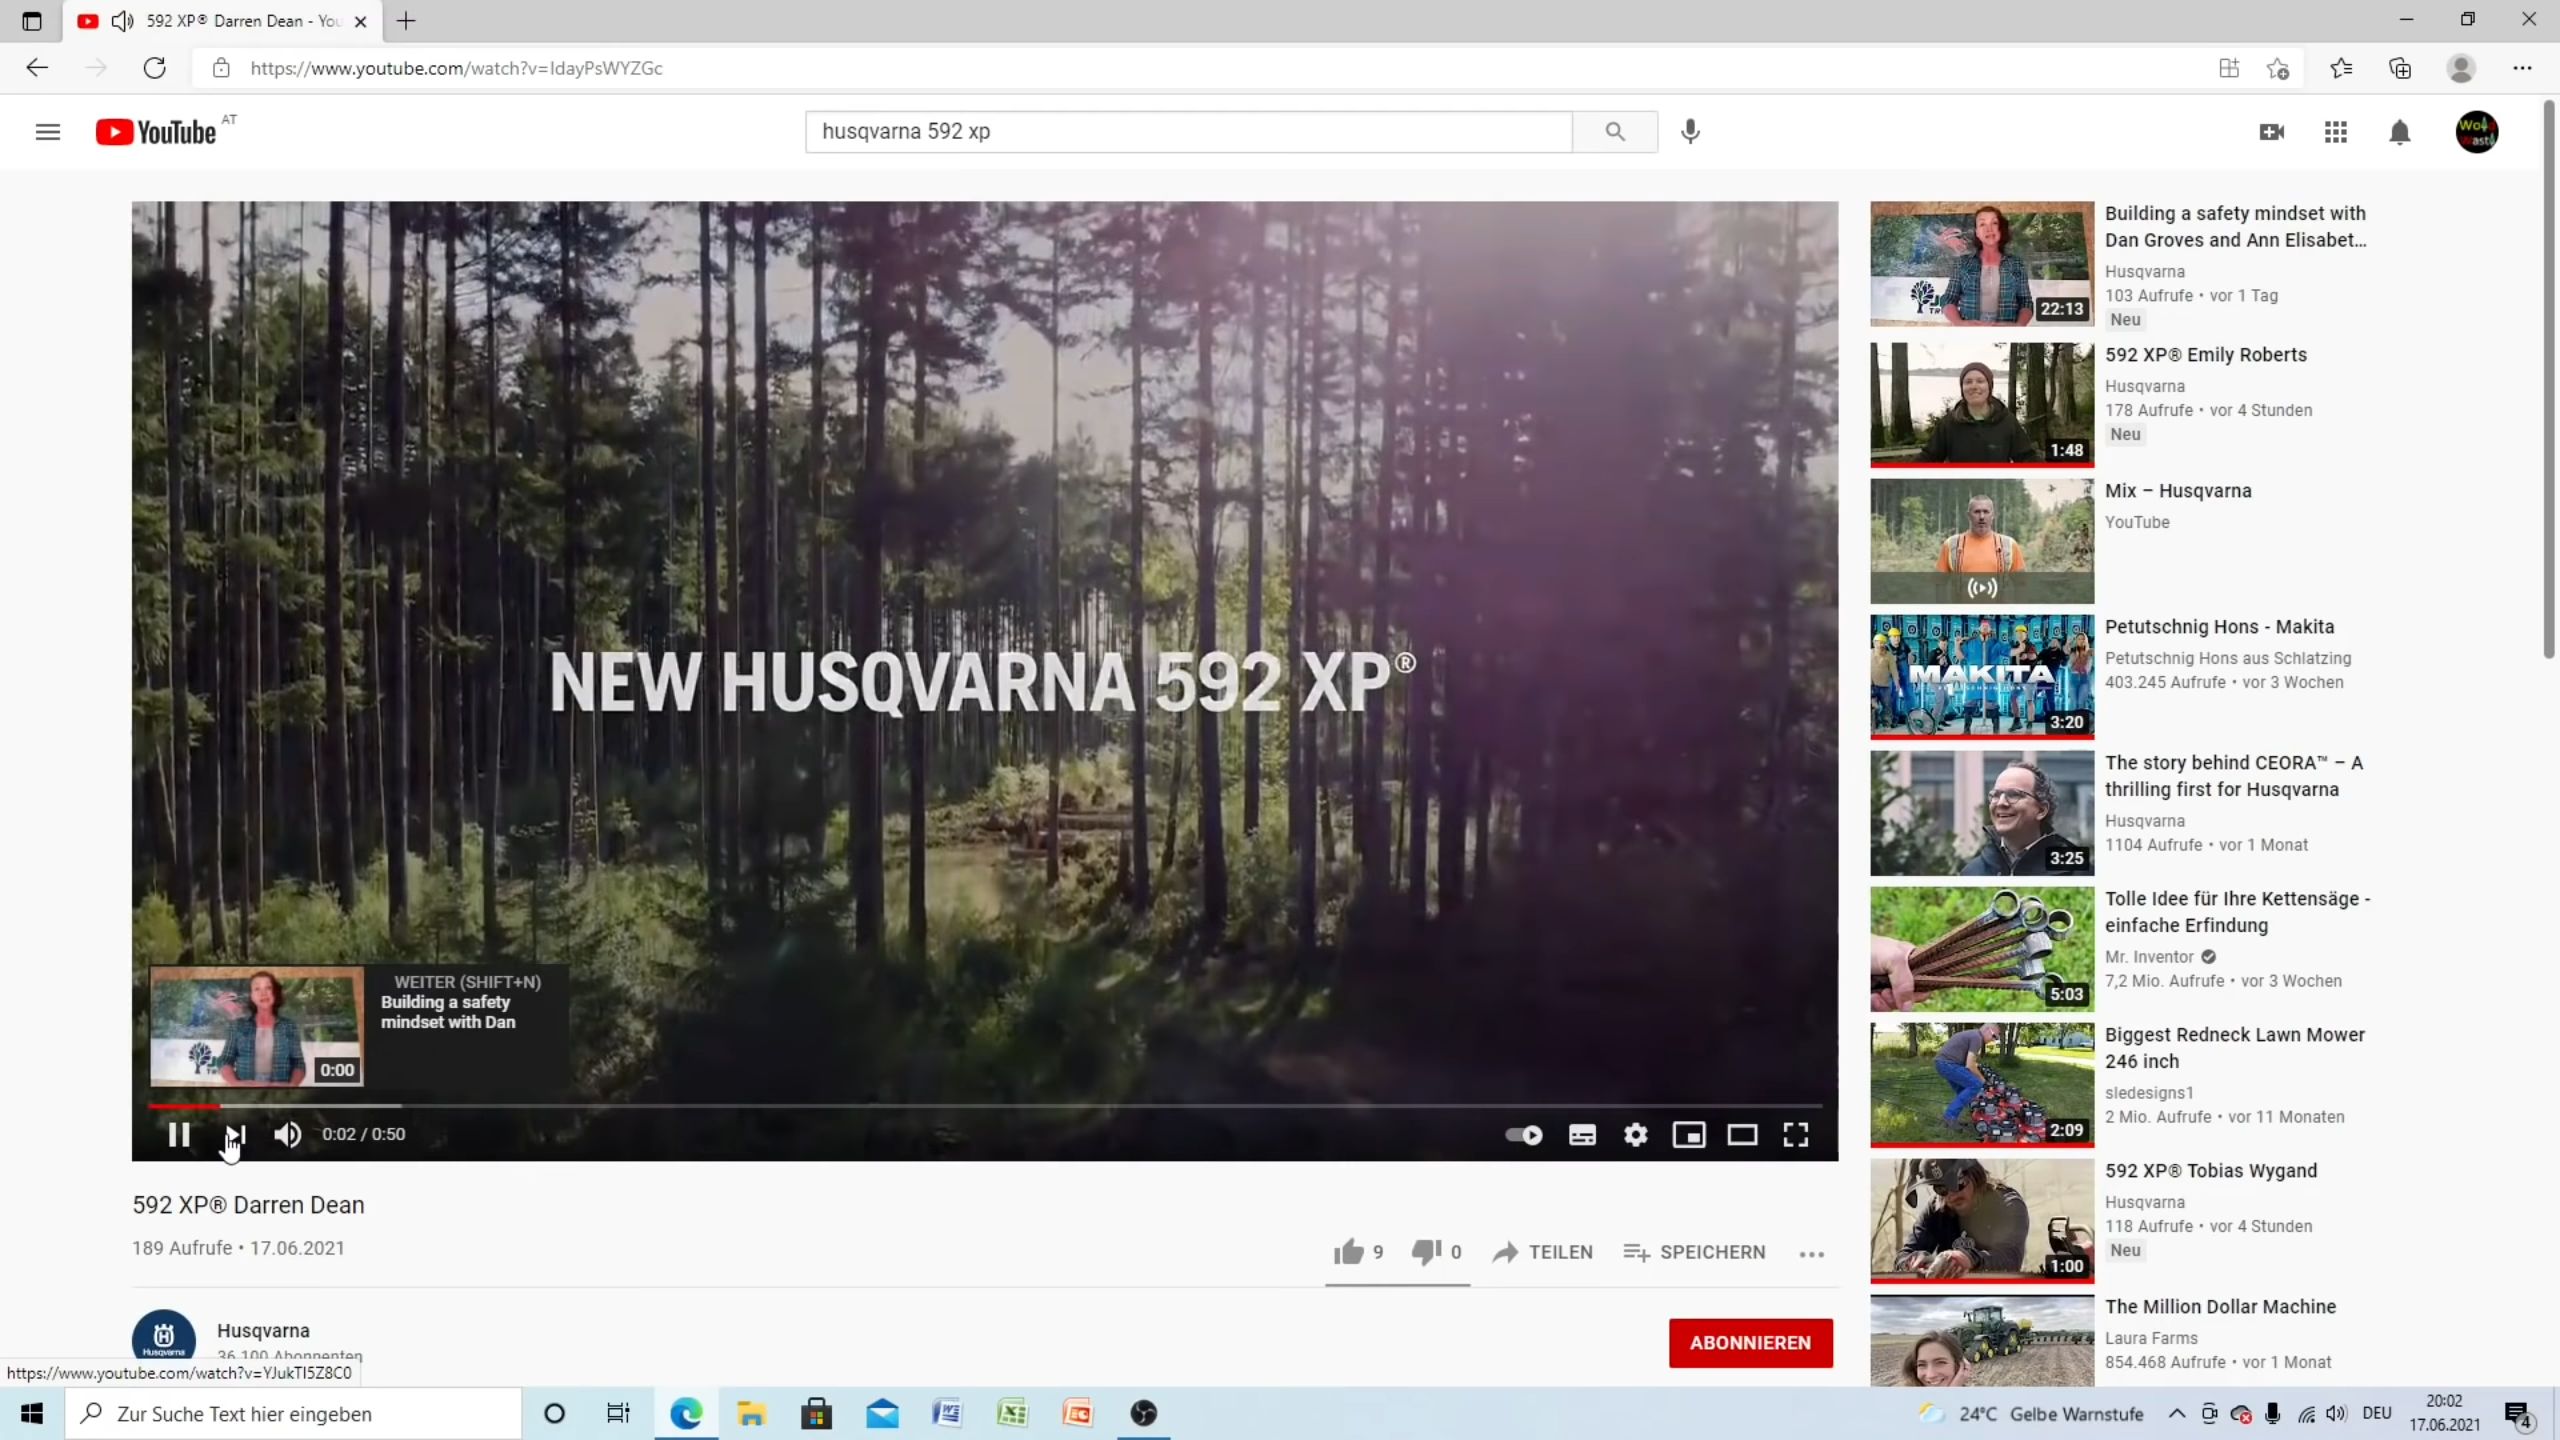 592 XP® Darren Dean - You
https://www.youtube.com/watch?v=IdayPsWYZGc
YouTube AT
husqvarna 592 xp
NEW HUSQVARNA 592 XP®
WEITER (SHIFT+N)
Building a safety
mindset with Dan
0:00
0:02 / 0:50
592 XP® Darren Dean
189 Aufrufe • 17.06.2021
9
0
TEILEN
SPEICHERN
Husqvarna
Husqvarna
36.100 Abonnenten
ABONNIEREN
https://www.youtube.com/watch?v=YJukTI5Z8C0
22:13
Building a safety mindset with
Dan Groves and Ann Elisabet...
Husqvarna
103 Aufrufe • vor 1 Tag
Neu
1:48
592 XP® Emily Roberts
Husqvarna
178 Aufrufe • vor 4 Stunden
Neu
Mix – Husqvarna
YouTube
MAKITA
3:20
Petutschnig Hons - Makita
Petutschnig Hons aus Schlatzing
403.245 Aufrufe • vor 3 Wochen
3:25
The story behind CEORA™ – A
thrilling first for Husqvarna
Husqvarna
1104 Aufrufe • vor 1 Monat
5:03
Tolle Idee für Ihre Kettensäge -
einfache Erfindung
Mr. Inventor
7,2 Mio. Aufrufe • vor 3 Wochen
2:09
Biggest Redneck Lawn Mower
246 inch
sledesigns1
2 Mio. Aufrufe • vor 11 Monaten
1:00
592 XP® Tobias Wygand
Husqvarna
118 Aufrufe • vor 4 Stunden
Neu
The Million Dollar Machine
Laura Farms
854.468 Aufrufe • vor 1 Monat
Zur Suche Text hier eingeben
24°C Gelbe Warnstufe
DEU
20:02
17.06.2021
4